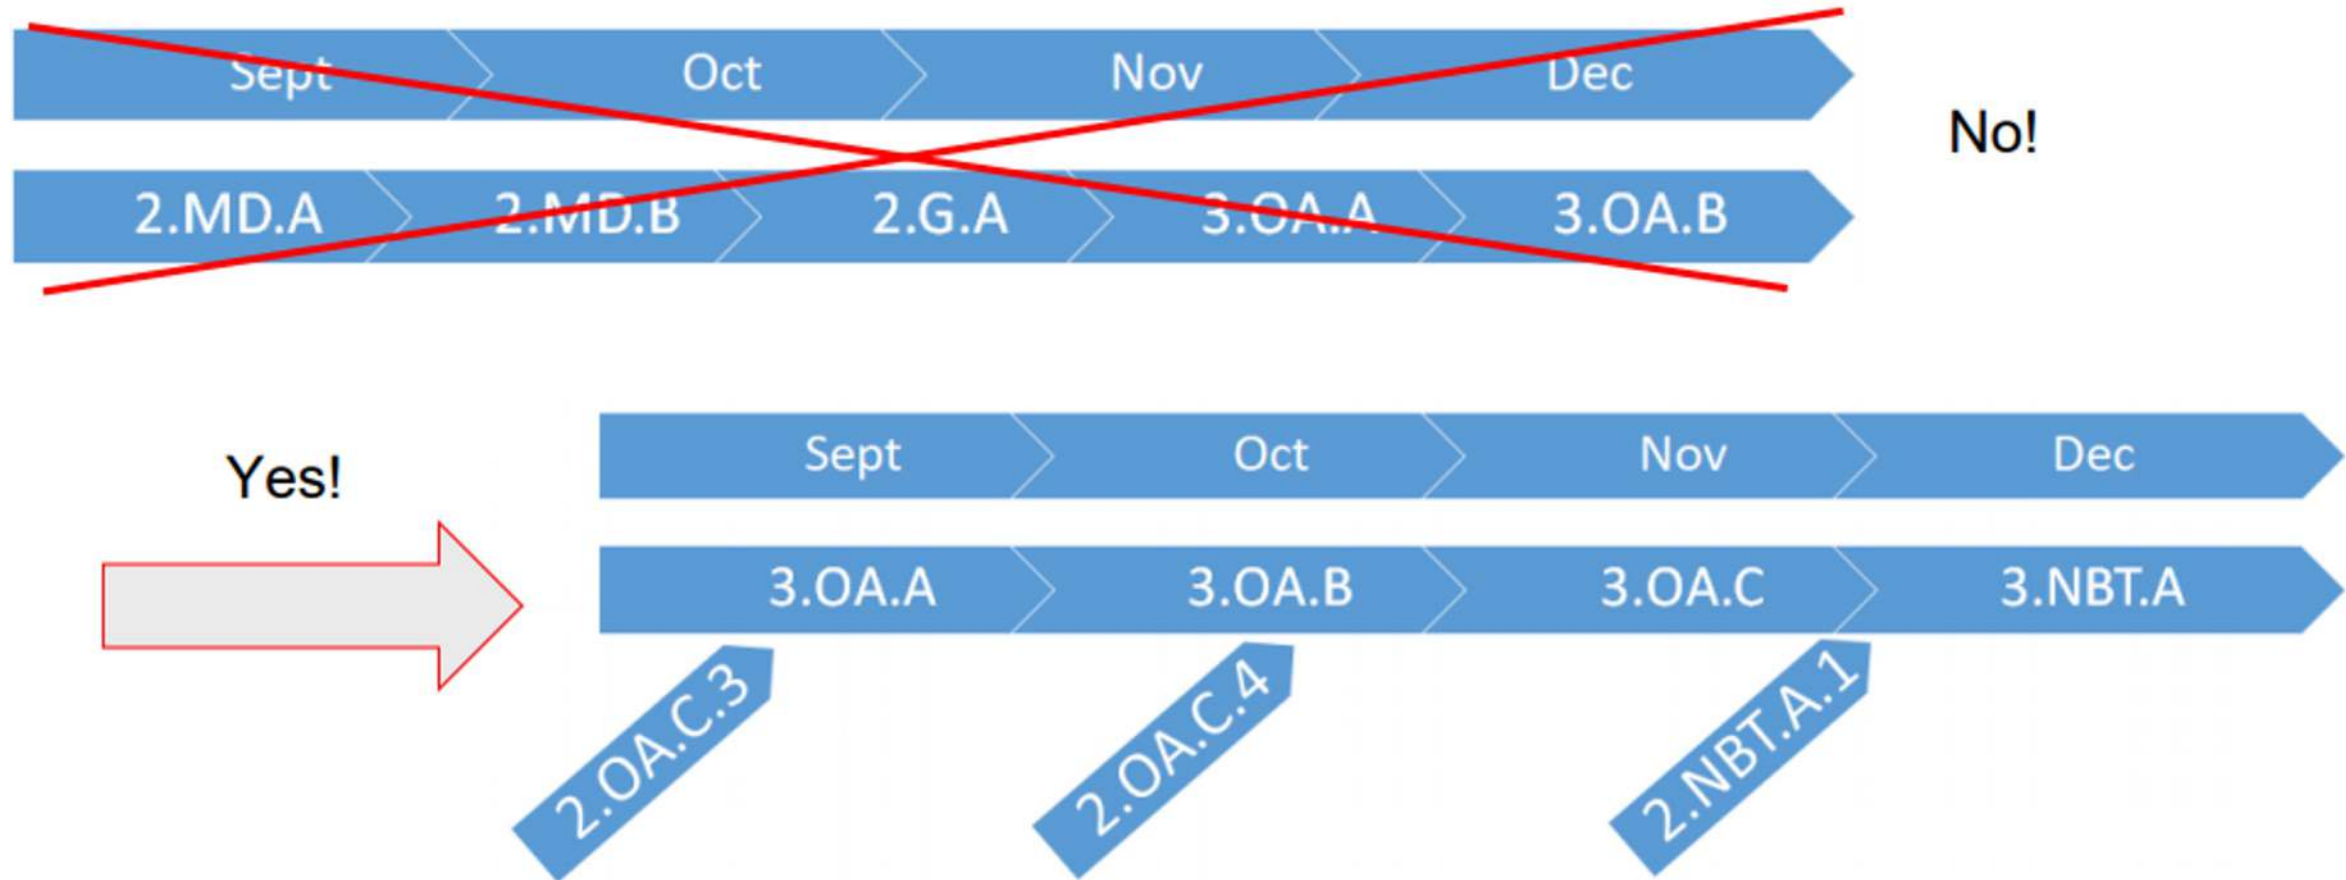 Sept Oct Nov Dec
No!
2.MD.A 2.MD.B 2.G.A 3.OA.A 3.OA.B
Yes!
Sept Oct Nov Dec
3.OA.A 3.OA.B 3.OA.C 3.NBT.A
2.OA.C.3 2.OA.C.4 2.NBT.A.1